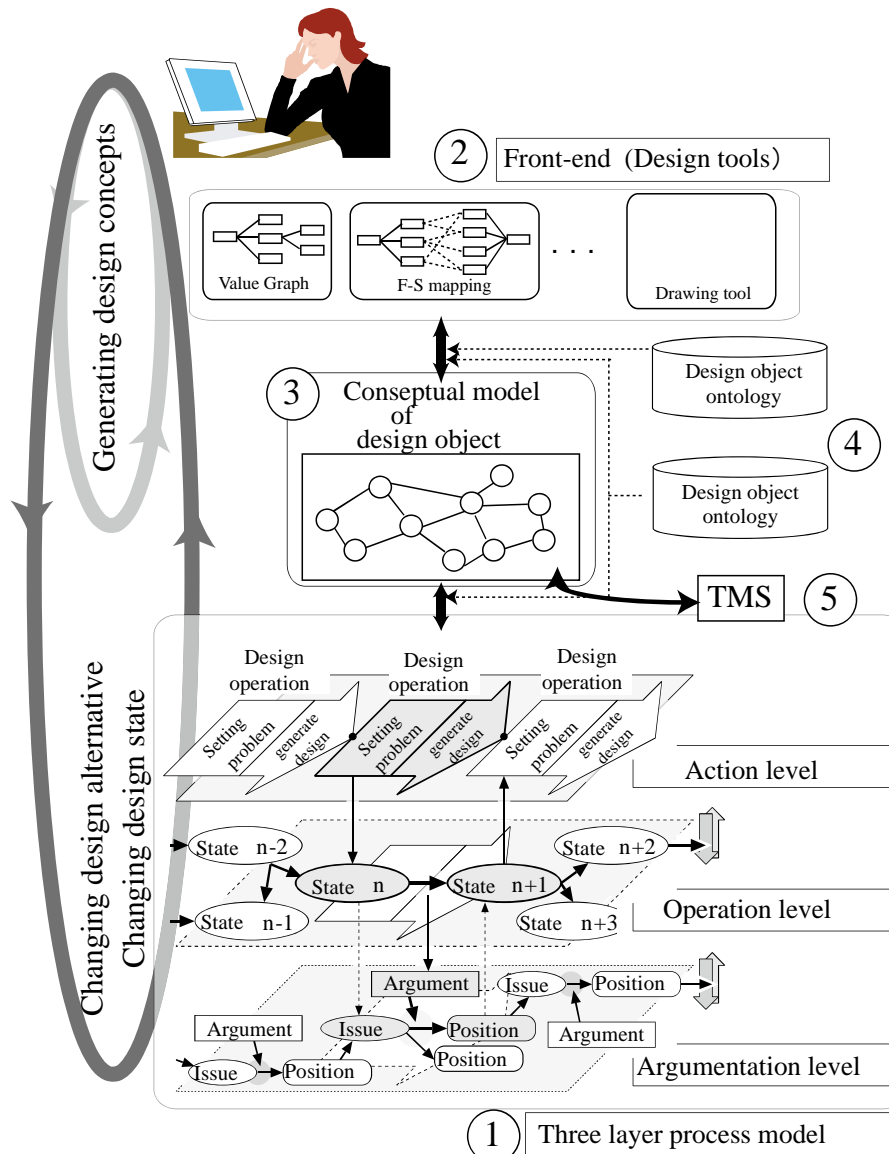 2
Front-end (Design tools)
Generating design concepts
Value Graph
F-S mapping
. . .
Drawing tool
3
Conseptual model
of
design object
Design object
ontology
4
Design object
ontology
TMS
5
Changing design alternative
Changing design state
Design
operation
Design
operation
Design
operation
Setting
problem
generate
design
Setting
problem
generate
design
Setting
problem
generate
design
Action level
State n-2
State n
State n+1
State n+2
State
n-1
State
n+3
Operation level
Argument
Issue
Position
Argument
Issue
Position
Position
Issue
Position
Argument
Argumentation level
1
Three layer process model